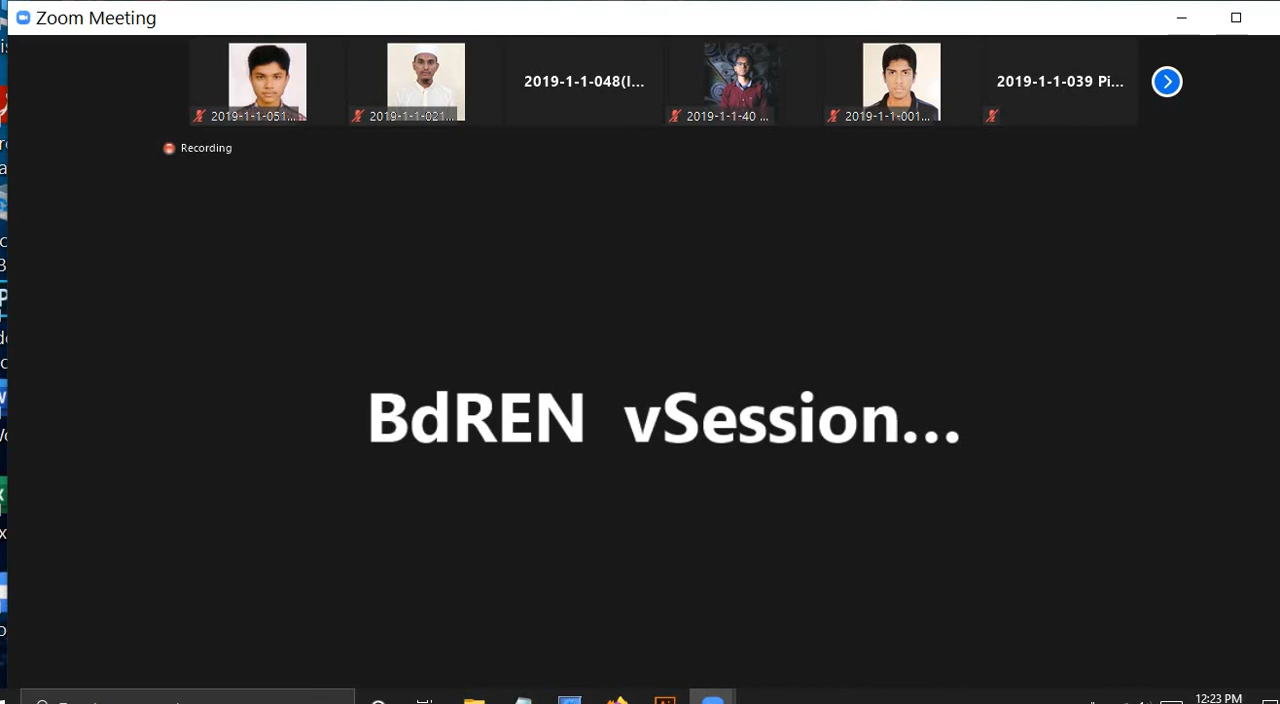 Zoom Meeting
2019-1-1-051...
2019-1-1-021...
2019-1-1-048(I...
2019-1-1-40 ...
2019-1-1-001...
2019-1-1-039 Pi...
Recording
BdREN vSession...
12:23 PM